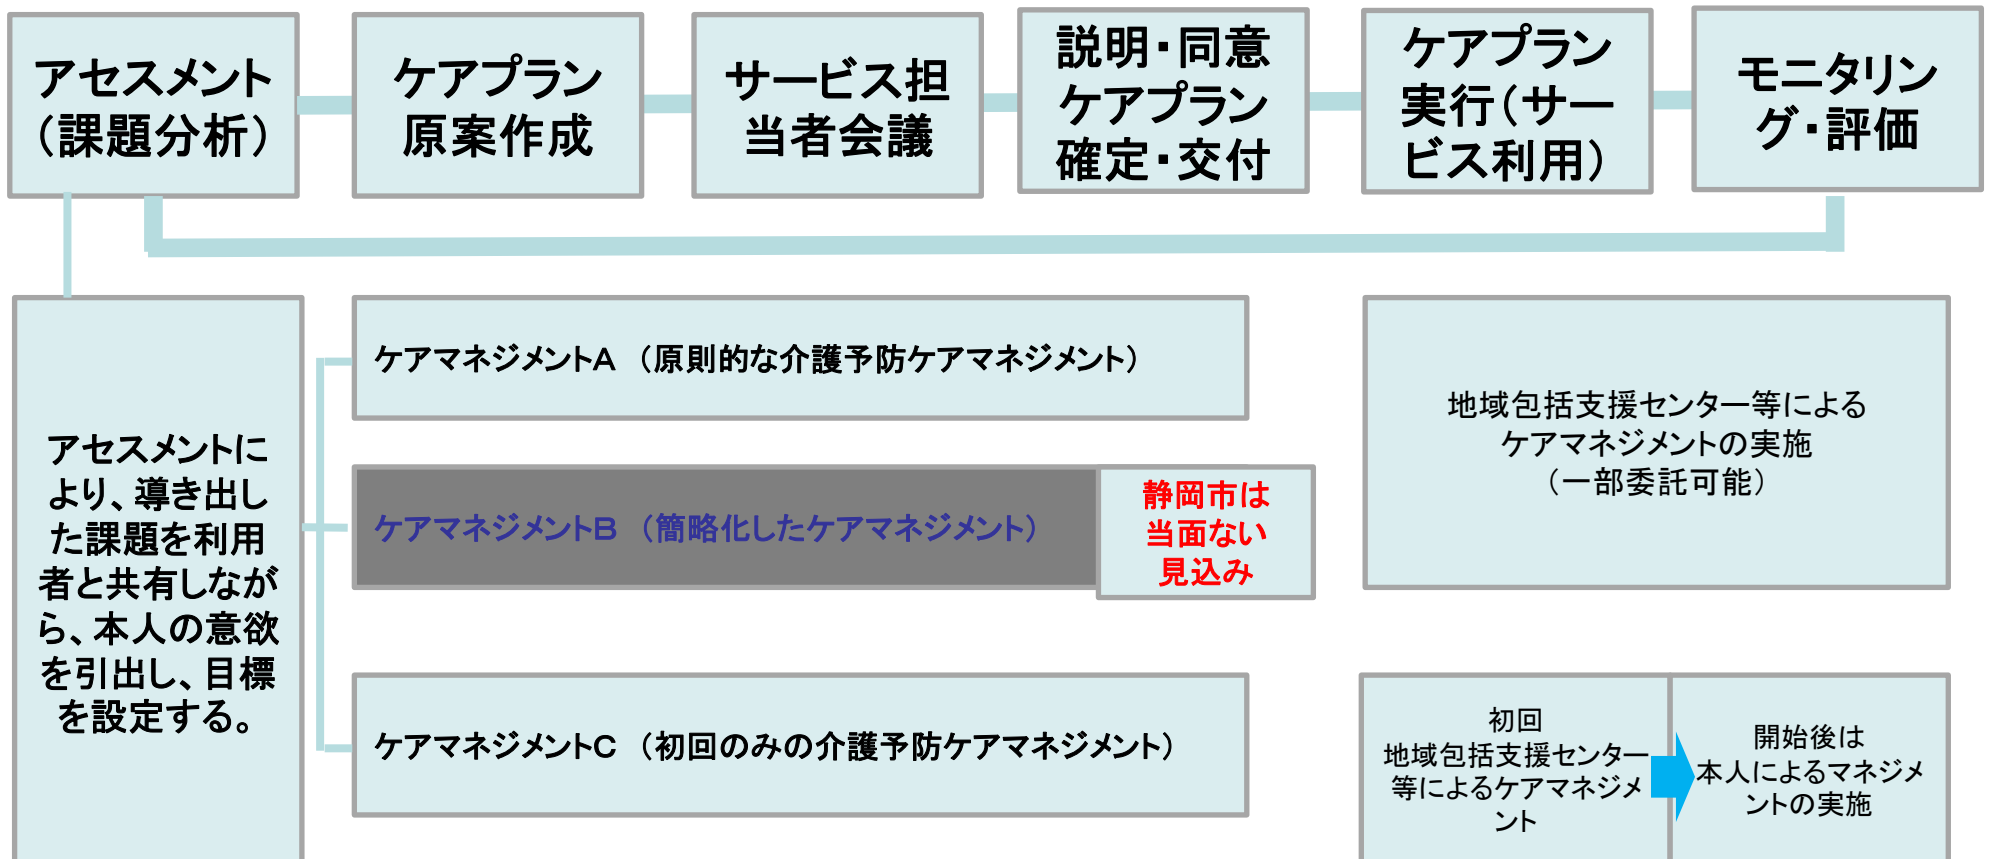 アセスメント
（課題分析）
ケアプラン
原案作成
サービス担
当者会議
説明・同意
ケアプラン
確定・交付
ケアプラン
実行（サー
ビス利用）
モニタリン
グ・評価
アセスメントに
より、導き出し
た課題を利用
者と共有しなが
ら、本人の意欲
を引出し、目標
を設定する。
ケアマネジメントA （原則的な介護予防ケアマネジメント）
ケアマネジメントB （簡略化したケアマネジメント）
静岡市は
当面ない
見込み
ケアマネジメントC （初回のみの介護予防ケアマネジメント）
地域包括支援センター等による
ケアマネジメントの実施
（一部委託可能）
初回
地域包括支援センター
等によるケアマネジメ
ント
開始後は
本人によるマネジメ
ントの実施